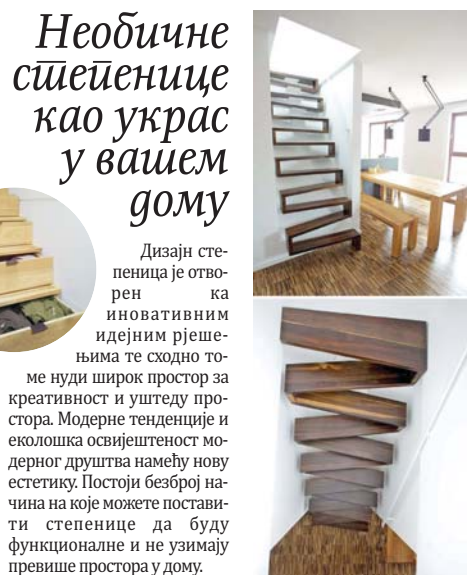 Необичне
степенице
као украс
у вашем
дому
Дизајн сте-
пеница је отво-
рен ка
иновативним
идејним рјеше-
њима те сходно то-
ме нуди широк простор за
креативност и уштеду про-
стора. Модерне тенденције и
еколошка освијештеност мо-
дерног друштва намећу нову
естетику. Постоји безброј на-
чина на које можете постави-
ти степенице да буду
функционалне и не узимају
превише простора у дому.